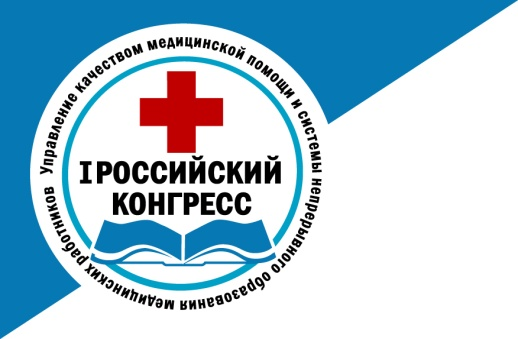 Управление качеством медицинской помощи и системы непрерывного образования медицинских работников
I РОССИЙСКИЙ
КОНГРЕСС